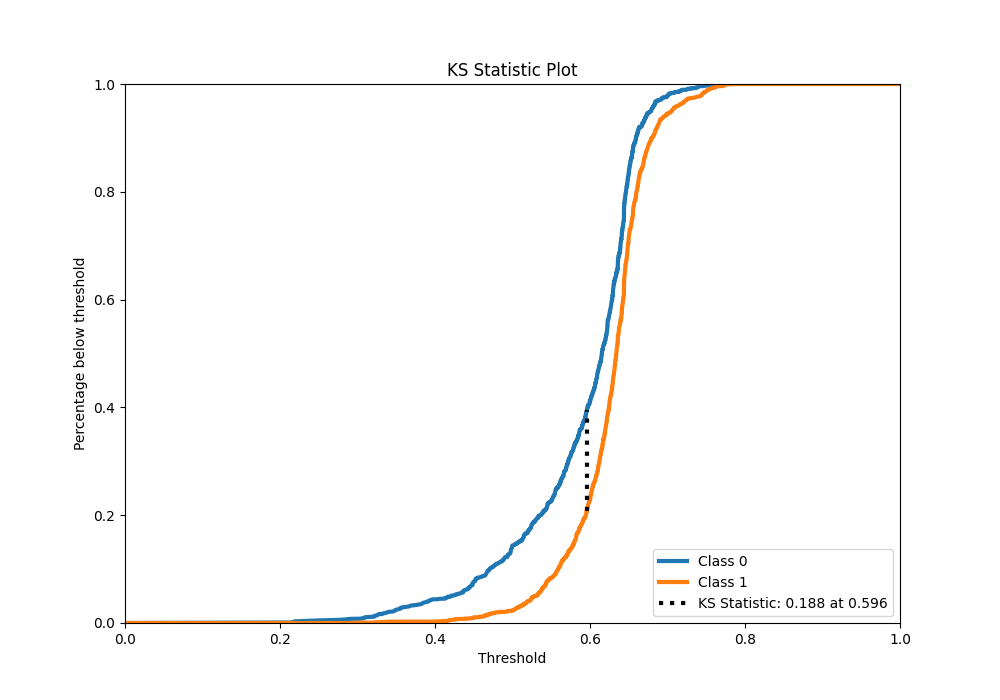 KS Statistic Plot
1.0
0.8
0.6
0.4
0.2
0.0
Percentage below threshold
0.0 0.2 0.4 0.6 0.8 1.0
Threshold
Class 0
Class 1
KS Statistic: 0.188 at 0.596